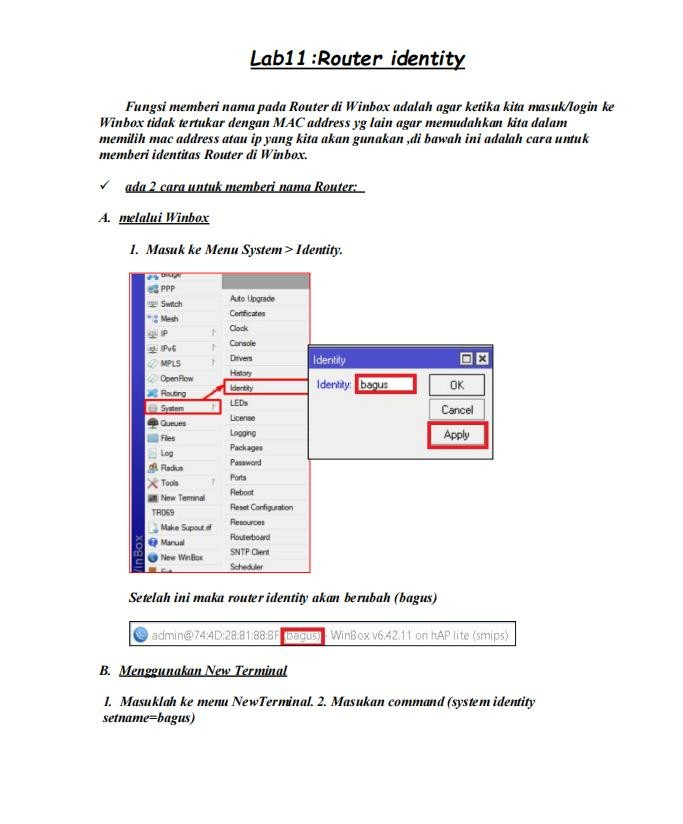 Lab11:Router identity
Fungsi memberi nama pada Router di Winbox adalah agar ketika kita masuk/login ke
Winbox tidak tertukar dengan MAC address yg lain agar memudahkan kita dalam
memilih mac address atau ip yang kita akan gunakan ,di bawah ini adalah cara untuk
memberi identitas Router di Winbox.
✓ ada 2 cara untuk memberi nama Router:
A. melalui Winbox
1. Masuk ke Menu System > Identity.
Bridge
PPP
Switch
Mesh
IP
IPv6
MPLS
OpenFlow
Routing
System
Queues
Files
Log
Radius
Tools
New Terminal
TR069
Make Supout.rif
Manual
New WinBox
Exit
Auto Upgrade
Certificates
Clock
Console
Drivers
History
Identity
LEDs
License
Logging
Packages
Password
Ports
Reboot
Reset Configuration
Resources
Routerboard
SNTP Client
Scheduler
Identity
Identity: bagus
OK
Cancel
Apply
Setelah ini maka router identity akan berubah (bagus)
admin@74:4D:28:81:88:BF (bagus) - WinBox v6.42.11 on hAP lite (smips)
B. Menggunakan New Terminal
1. Masuklah ke menu NewTerminal. 2. Masukan command (system identity
setname=bagus)